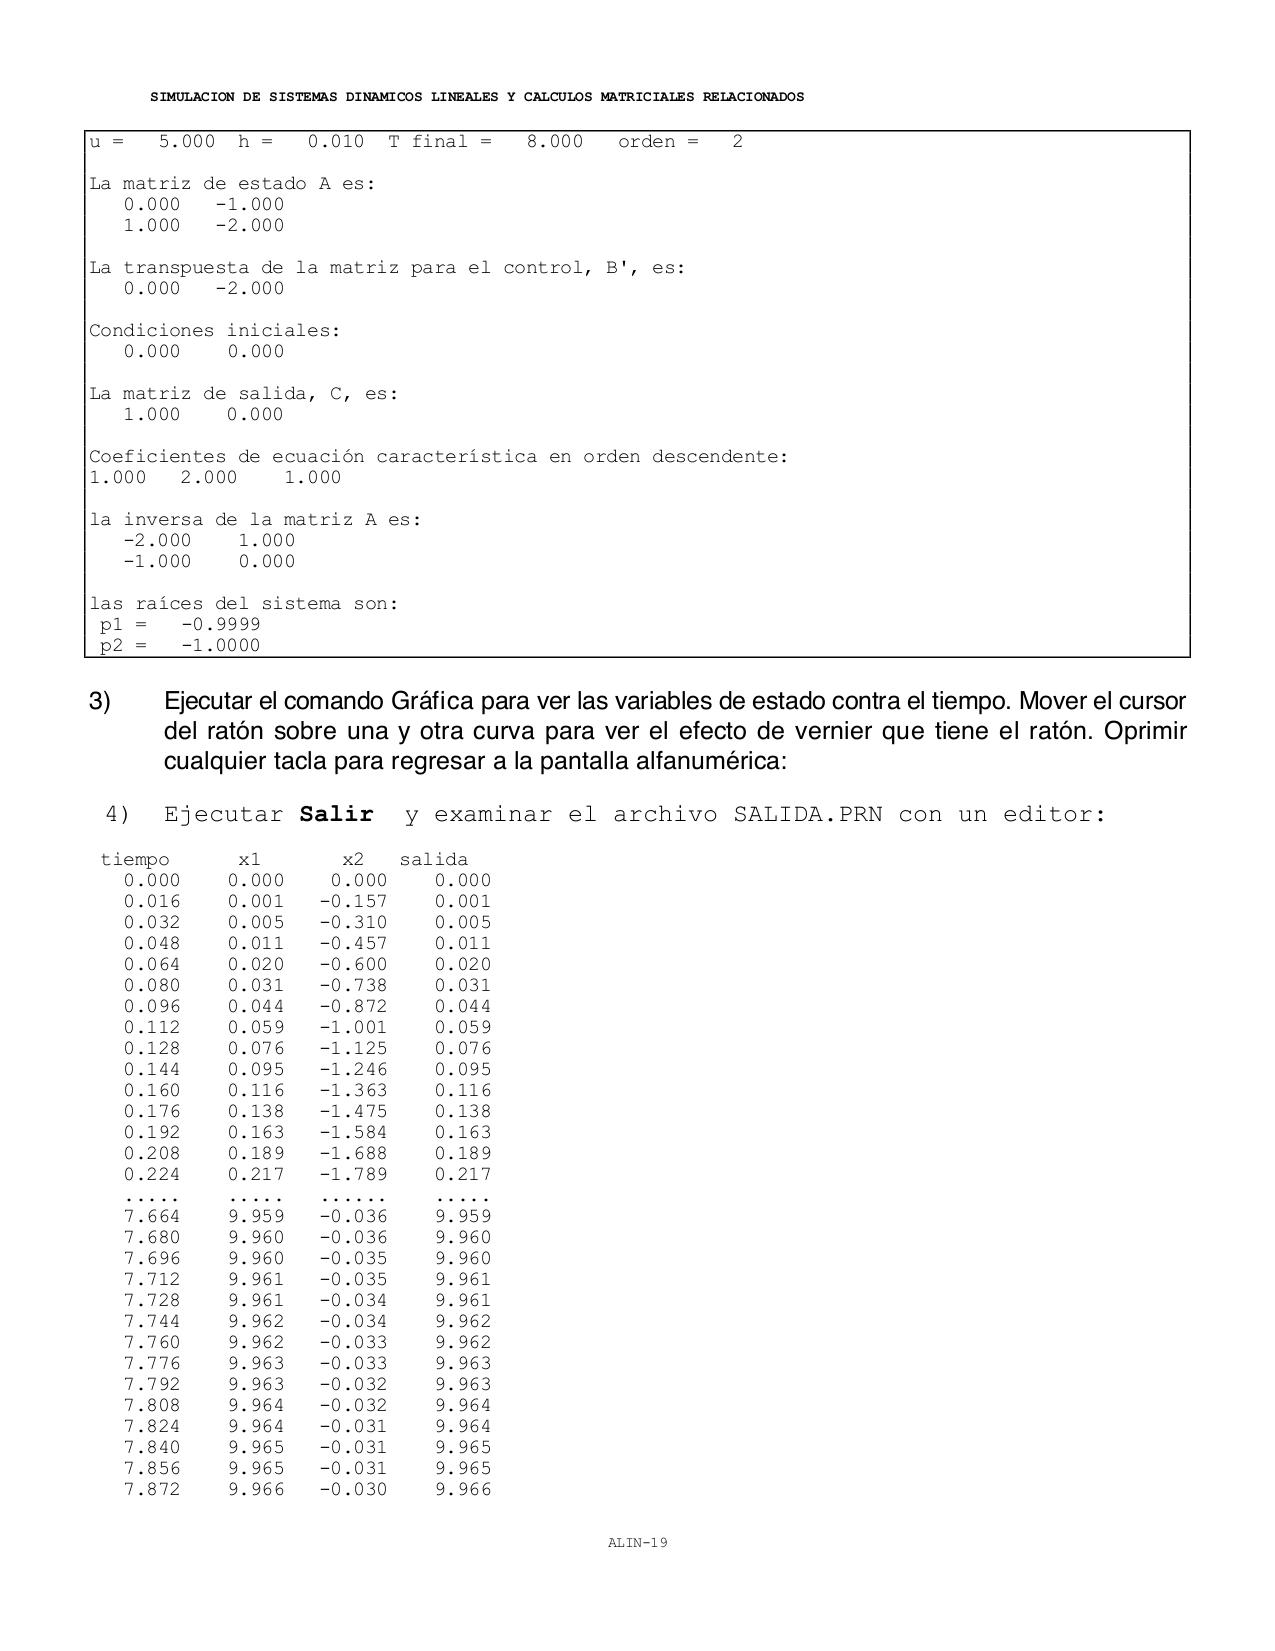 SIMULACION DE SISTEMAS DINAMICOS LINEALES Y CALCULOS MATRICIALES RELACIONADOS
u =   5.000  h =   0.010  T final =   8.000   orden =   2
La matriz de estado A es:
0.000   -1.000
1.000   -2.000
La transpuesta de la matriz para el control, B', es:
0.000   -2.000
Condiciones iniciales:
0.000    0.000
La matriz de salida, C, es:
1.000    0.000
Coeficientes de ecuación característica en orden descendente:
1.000   2.000    1.000
la inversa de la matriz A es:
-2.000    1.000
-1.000    0.000
las raíces del sistema son:
p1 =   -0.9999
p2 =   -1.0000
3) Ejecutar el comando Gráfica para ver las variables de estado contra el tiempo. Mover el cursor
del ratón sobre una y otra curva para ver el efecto de vernier que tiene el ratón. Oprimir
cualquier tacla para regresar a la pantalla alfanumérica:
4) Ejecutar Salir y examinar el archivo SALIDA.PRN con un editor:
tiempo x1 x2 salida
0.000 0.000 0.000 0.000
0.016 0.001 -0.157 0.001
0.032 0.005 -0.310 0.005
0.048 0.011 -0.457 0.011
0.064 0.020 -0.600 0.020
0.080 0.031 -0.738 0.031
0.096 0.044 -0.872 0.044
0.112 0.059 -1.001 0.059
0.128 0.076 -1.125 0.076
0.144 0.095 -1.246 0.095
0.160 0.116 -1.363 0.116
0.176 0.138 -1.475 0.138
0.192 0.163 -1.584 0.163
0.208 0.189 -1.688 0.189
0.224 0.217 -1.789 0.217
..... ..... ...... .....
7.664 9.959 -0.036 9.959
7.680 9.960 -0.036 9.960
7.696 9.960 -0.035 9.960
7.712 9.961 -0.035 9.961
7.728 9.961 -0.034 9.961
7.744 9.962 -0.034 9.962
7.760 9.962 -0.033 9.962
7.776 9.963 -0.033 9.963
7.792 9.963 -0.032 9.963
7.808 9.964 -0.032 9.964
7.824 9.964 -0.031 9.964
7.840 9.965 -0.031 9.965
7.856 9.965 -0.031 9.965
7.872 9.966 -0.030 9.966
ALIN-19